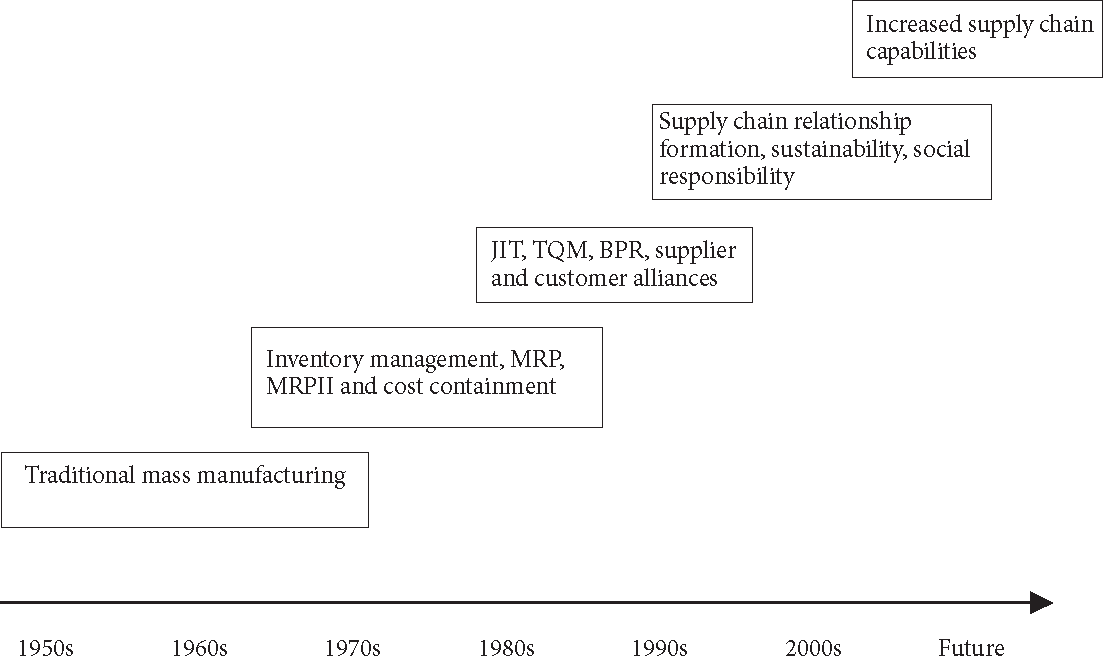 Increased supply chain
capabilities
Supply chain relationship
formation, sustainability, social
responsibility
JIT, TQM, BPR, supplier
and customer alliances
Inventory management, MRP,
MRPII and cost containment
Traditional mass manufacturing
1950s 1960s 1970s 1980s 1990s 2000s Future